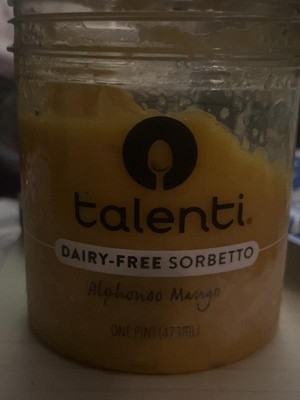 talenti®
DAIRY-FREE SORBETTO
Alphonso Mango
ONE PINT (473mL)